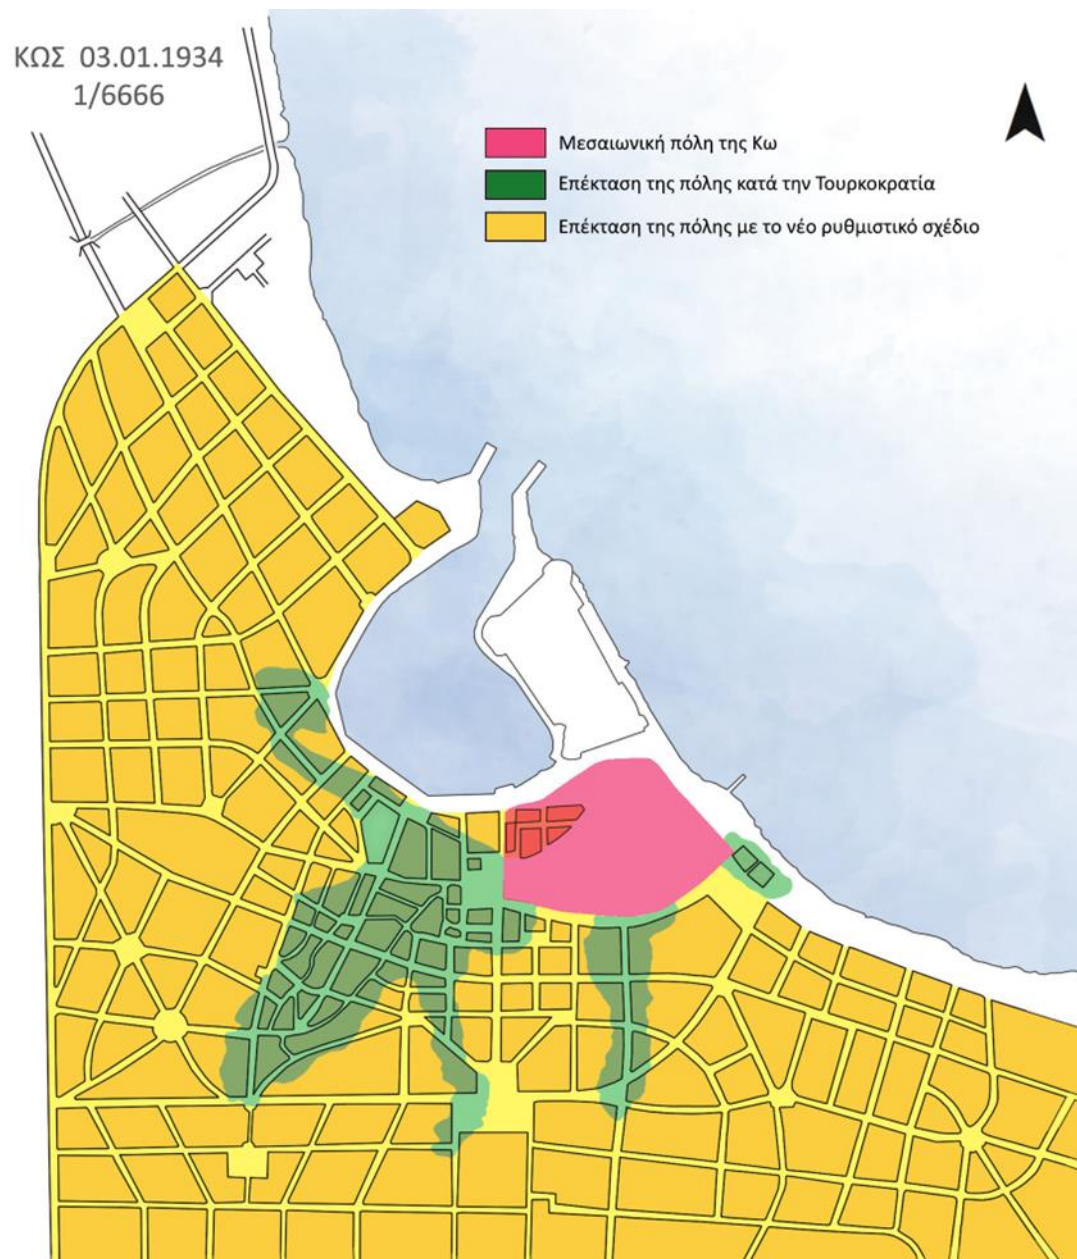 ΚΩΣ 03.01.1934
1/6666
Μεσαιωνική πόλη της Κω
Επέκταση της πόλης κατά την Τουρκοκρατία
Επέκταση της πόλης με το νέο ρυθμιστικό σχέδιο